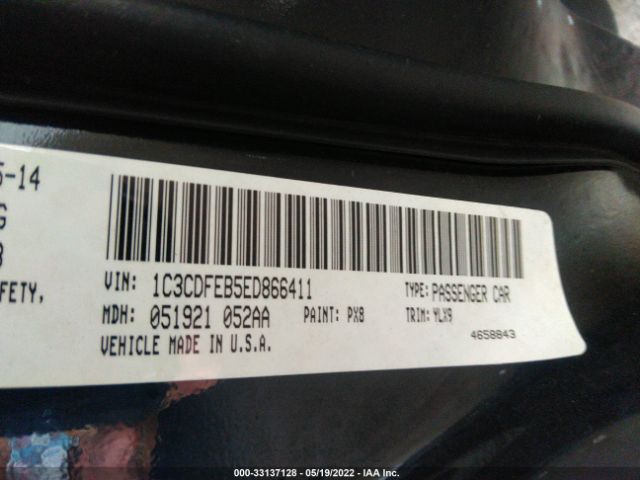 5-14
G
FETY,
VIN: 1C3CDFEB5ED866411 TYPE: PASSENGER CAR
MDH: 051921 052AA PAINT: PX8 TRIM: YLX9
VEHICLE MADE IN U.S.A. 4658843
000-33137128 - 05/19/2022 - IAA Inc.